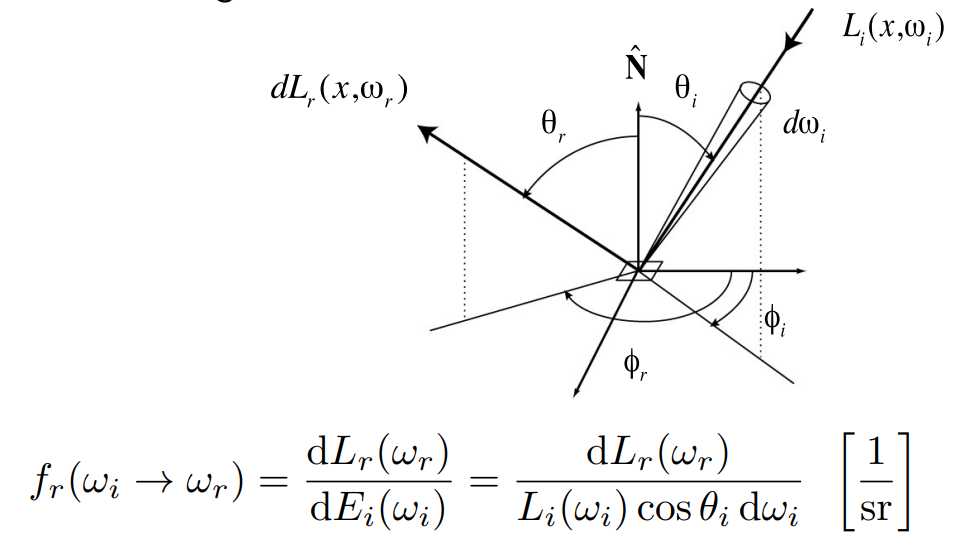 L_i(x,ω_i)
N̂
θ_i
dL_r(x,ω_r)
θ_r
dω_i
ϕ_i
ϕ_r
f_r(ω_i → ω_r) = dL_r(ω_r) / dE_i(ω_i) = dL_r(ω_r) / L_i(ω_i) cos θ_i dω_i [1/sr]